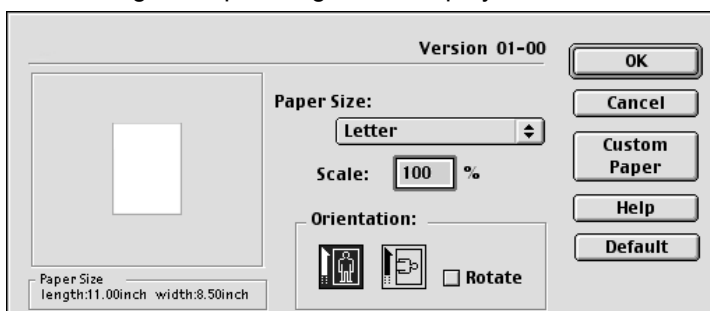 Version 01-00
OK
Paper Size:
Cancel
Letter
Custom
Paper
Scale: 100 %
Help
Orientation:
Default
Rotate
Paper Size
length:11.00inch width:8.50inch